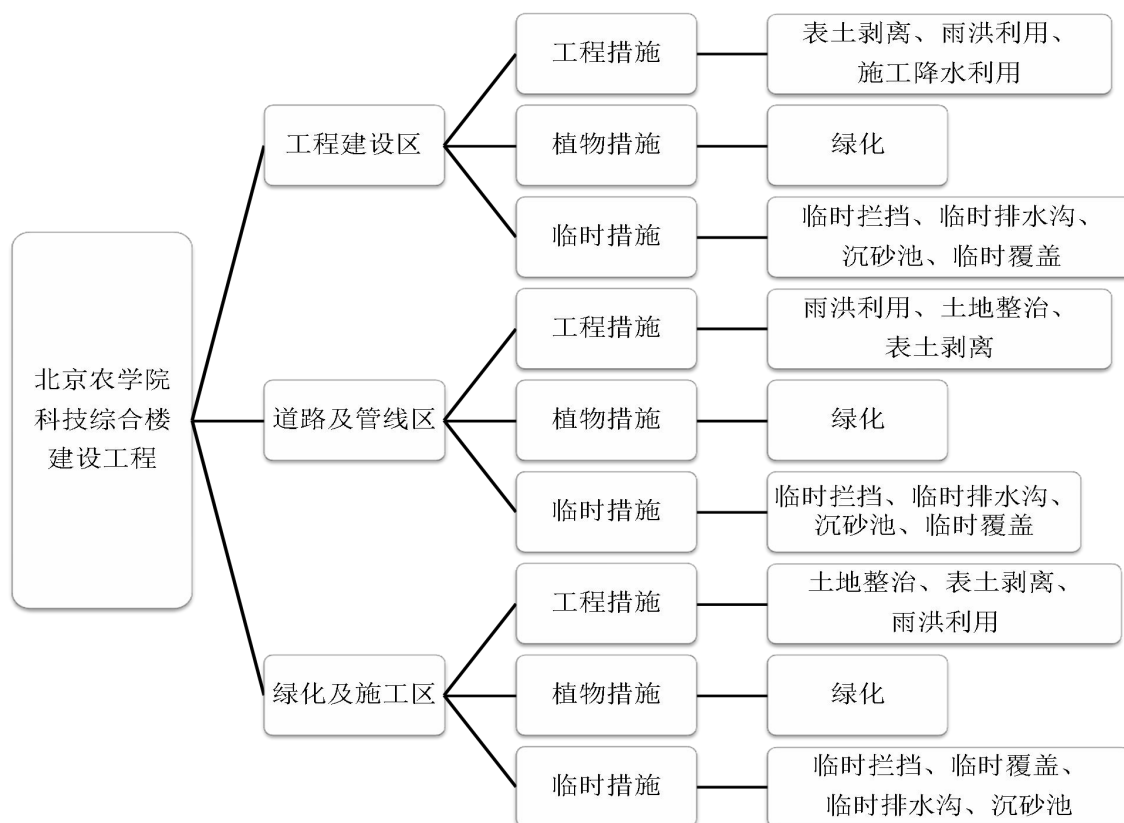 北京农学院
科技综合楼
建设工程
工程建设区
工程措施
表土剥离、雨洪利用、
施工降水利用
植物措施
绿化
临时措施
临时拦挡、临时排水沟、
沉砂池、临时覆盖
道路及管线区
工程措施
雨洪利用、土地整治、
表土剥离
植物措施
绿化
临时措施
临时拦挡、临时排水沟、
沉砂池、临时覆盖
绿化及施工区
工程措施
土地整治、表土剥离、
雨洪利用
植物措施
绿化
临时措施
临时拦挡、临时覆盖、
临时排水沟、沉砂池